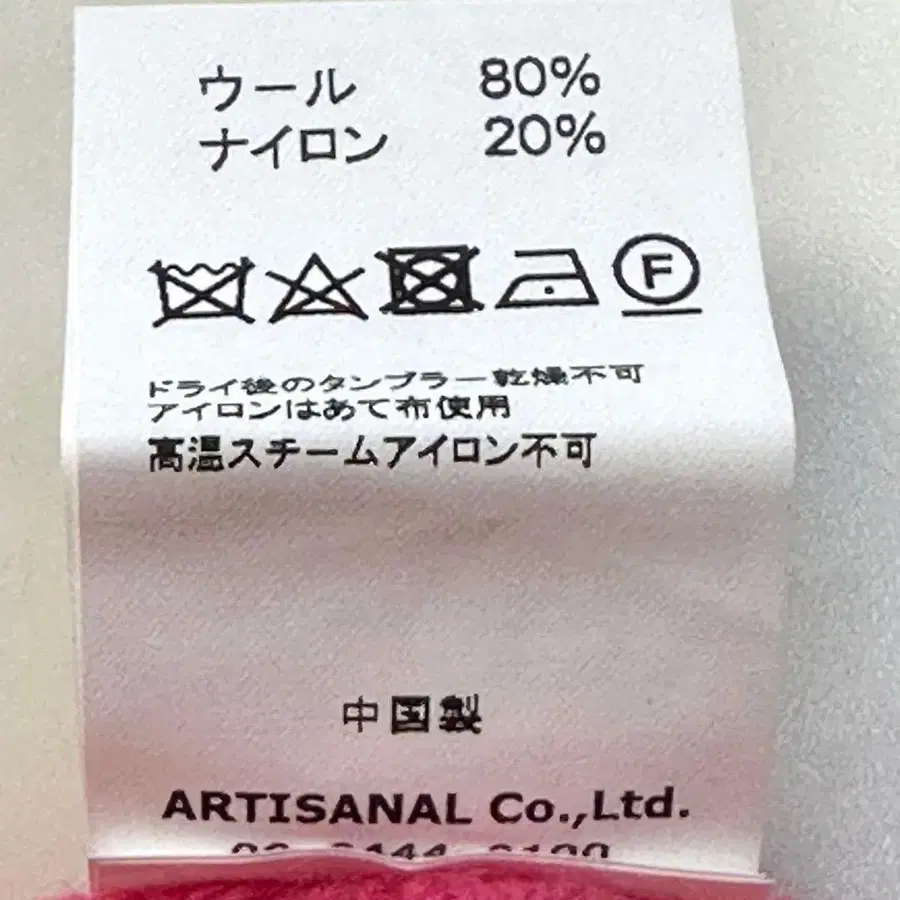 ウール 80%
ナイロン 20%
F
ドライ後のタンブラー乾燥不可
アイロンはあて布使用
高温スチームアイロン不可
中国製
ARTISANAL Co.,Ltd.